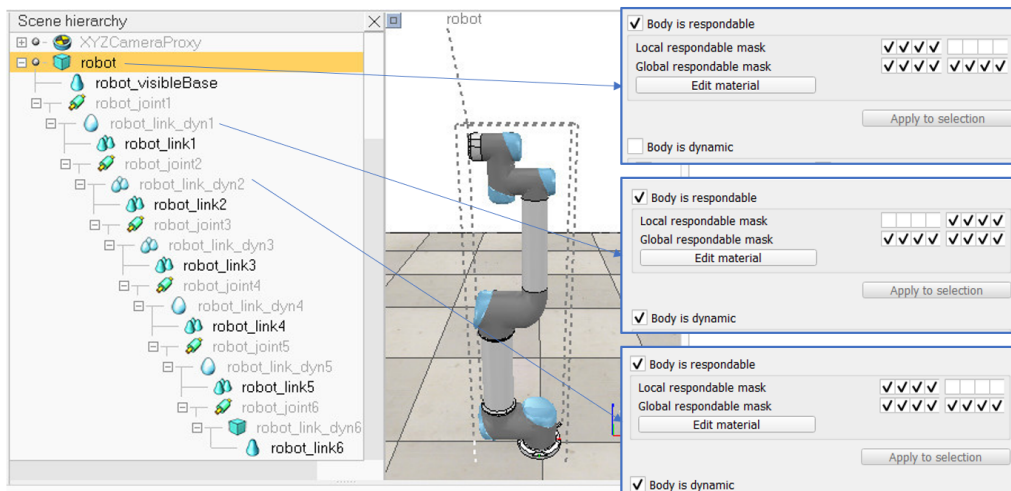 Scene hierarchy
XYZCameraProxy
robot
robot_visibleBase
robot_joint1
robot_link_dyn1
robot_link1
robot_joint2
robot_link_dyn2
robot_link2
robot_joint3
robot_link_dyn3
robot_link3
robot_joint4
robot_link_dyn4
robot_link4
robot_joint5
robot_link_dyn5
robot_link5
robot_joint6
robot_link_dyn6
robot_link6
robot
Body is respondable
Local respondable mask
Global respondable mask
Edit material
Apply to selection
Body is dynamic
Body is respondable
Local respondable mask
Global respondable mask
Edit material
Apply to selection
Body is dynamic
Body is respondable
Local respondable mask
Global respondable mask
Edit material
Apply to selection
Body is dynamic